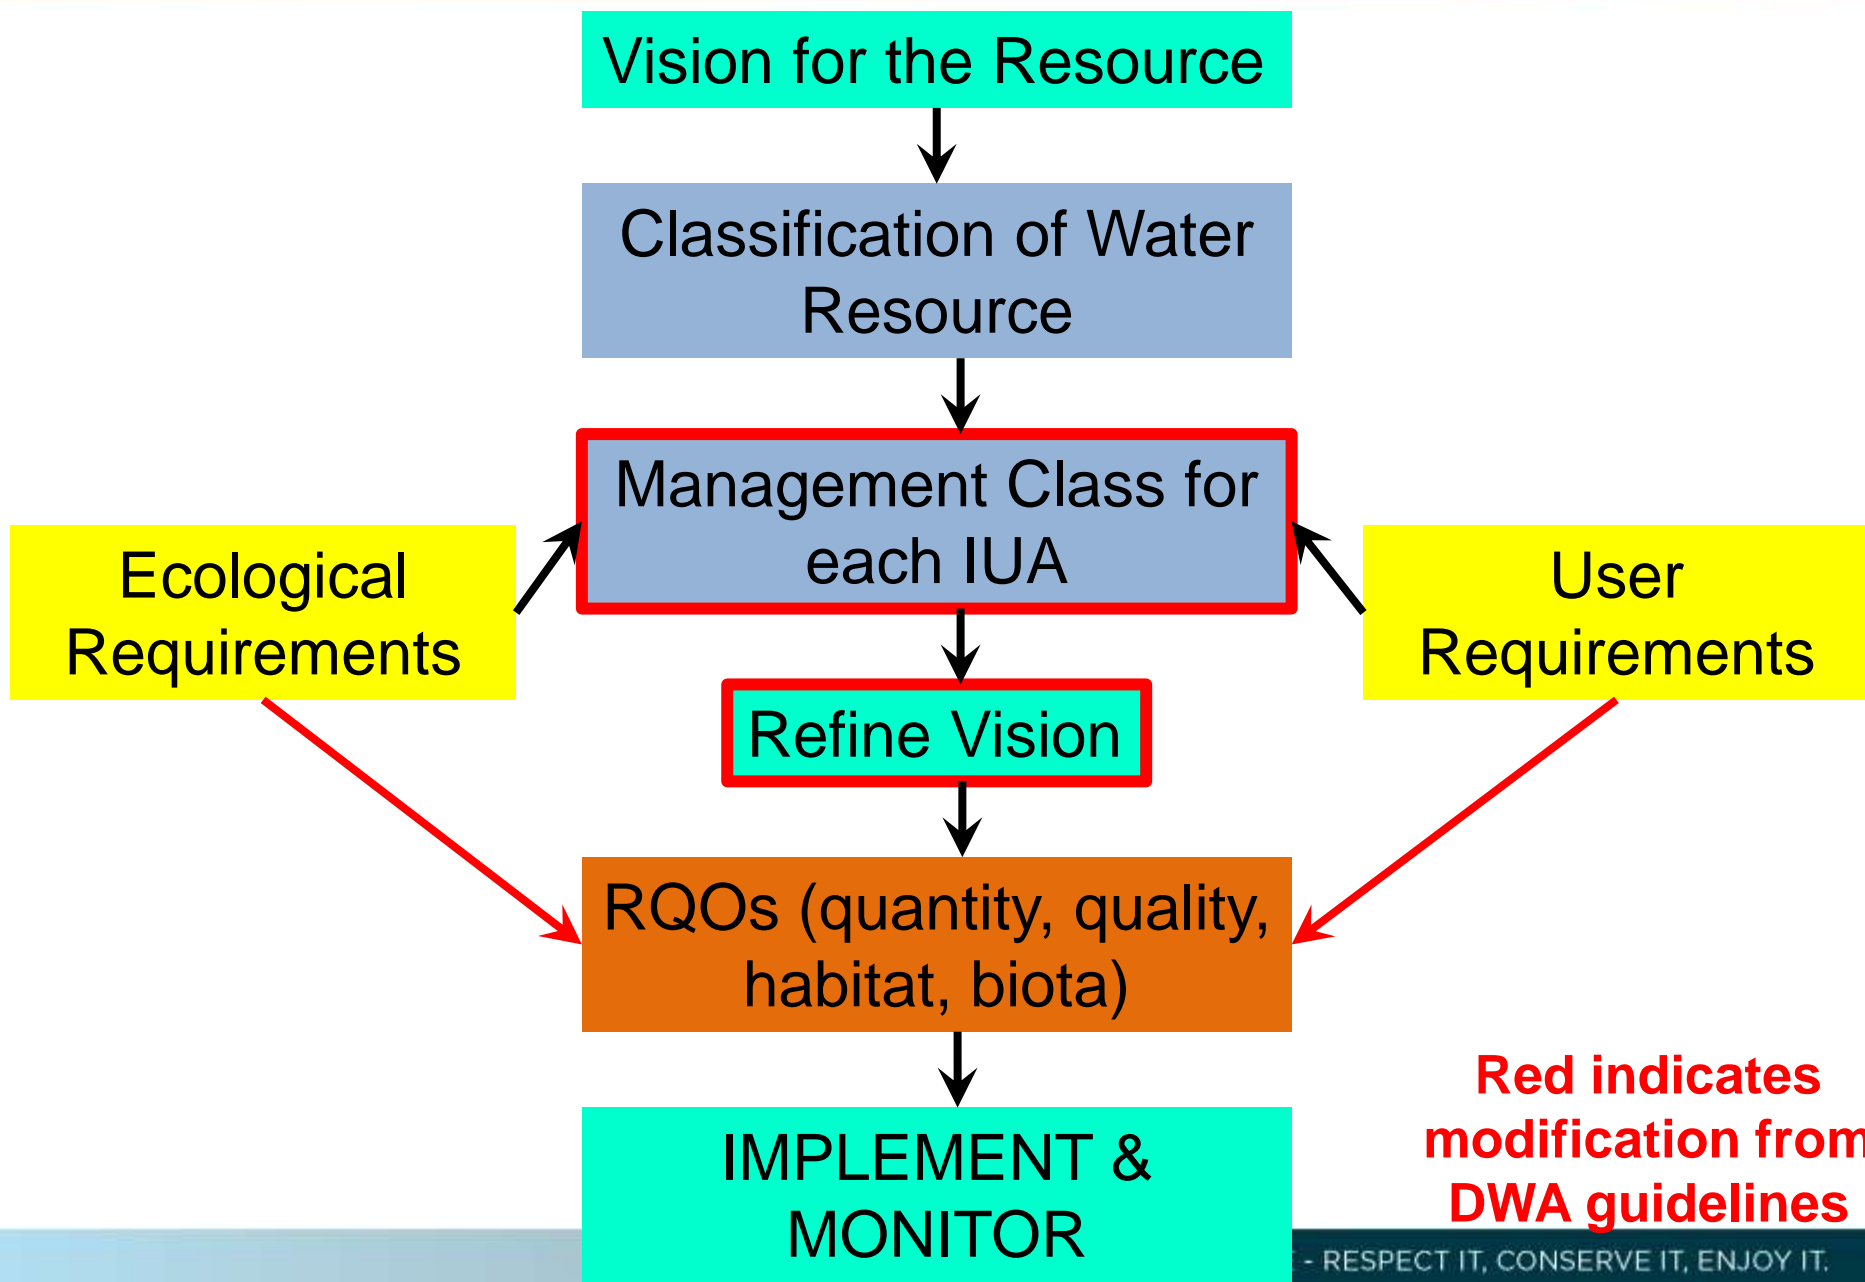 Vision for the Resource
Classification of Water
Resource
Management Class for
each IUA
Ecological
Requirements
User
Requirements
Refine Vision
RQOs (quantity, quality,
habitat, biota)
Red indicates
modification from
DWA guidelines
IMPLEMENT &
MONITOR
- RESPECT IT, CONSERVE IT, ENJOY IT.